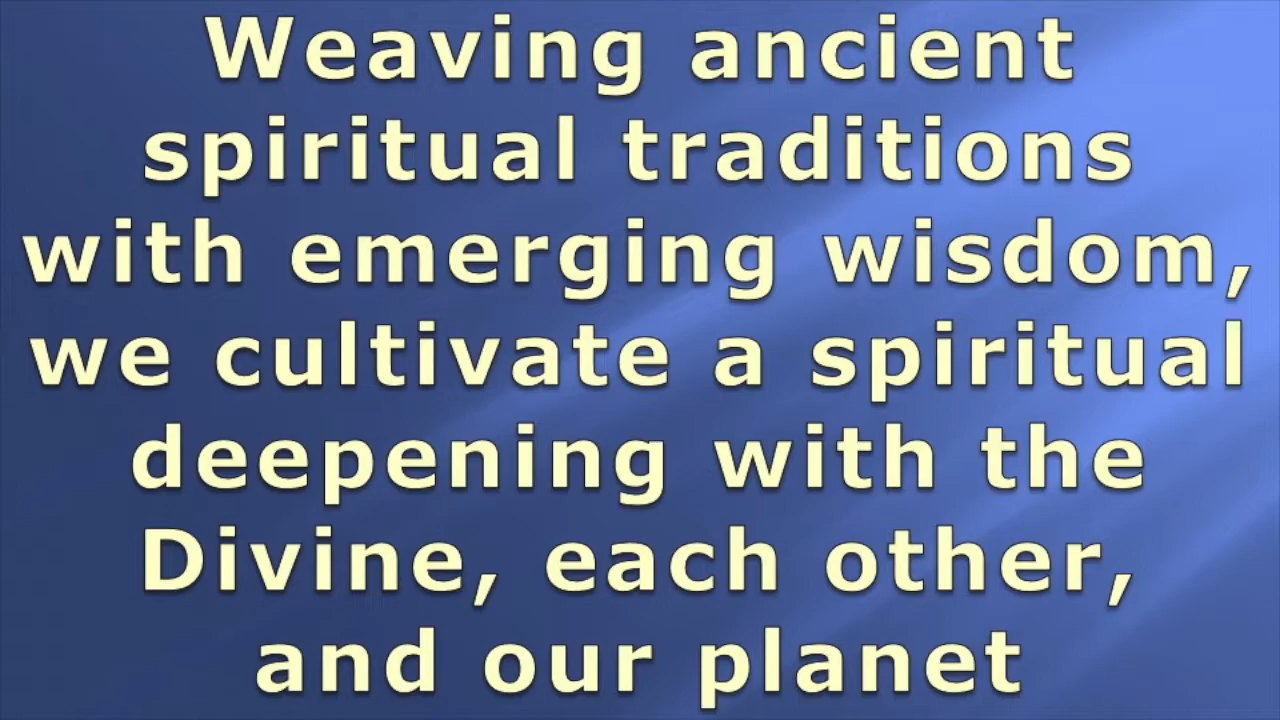 Weaving ancient
spiritual traditions
with emerging wisdom,
we cultivate a spiritual
deepening with the
Divine, each other,
and our planet